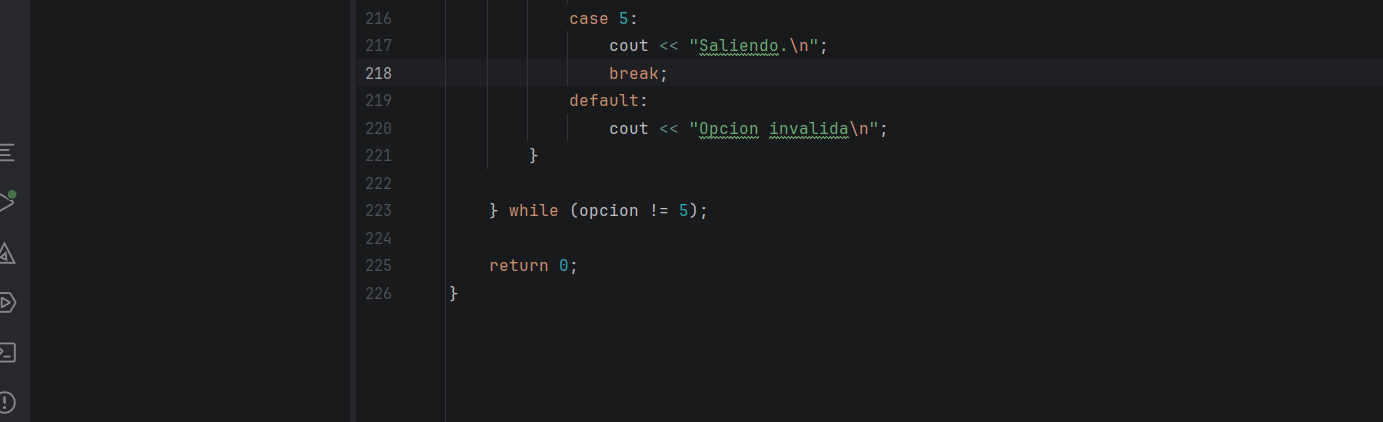 216 case 5:
217 cout << "Saliendo.\n";
218 break;
219 default:
220 cout << "Opcion invalida\n";
221 }
222
223 } while (opcion != 5);
224
225 return 0;
226 }